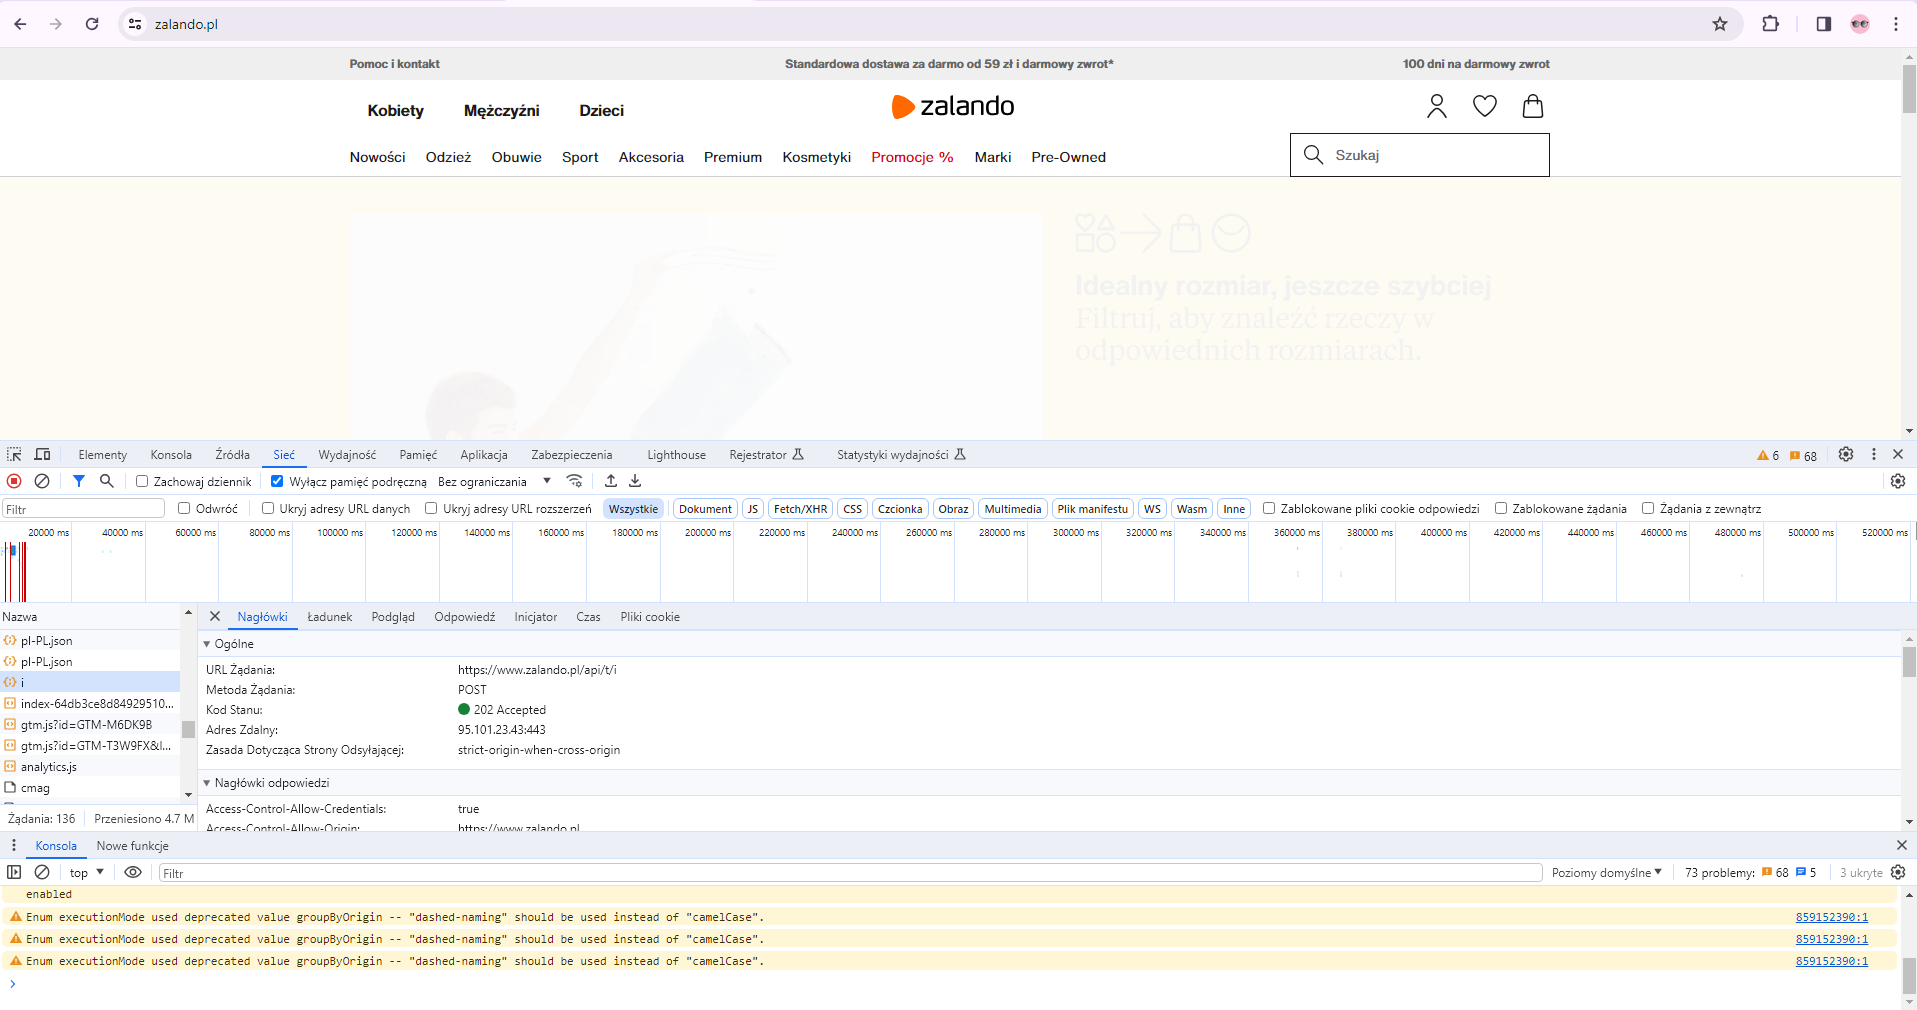 zalando.pl
Pomoc i kontakt Standardowa dostawa za darmo od 59 zł i darmowy zwrot* 100 dni na darmowy zwrot
Kobiety Mężczyźni Dzieci zalando
Nowości Odzież Obuwie Sport Akcesoria Premium Kosmetyki Promocje % Marki Pre-Owned Szukaj
Idealny rozmiar, jeszcze szybciej
Filtruj, aby znaleźć rzeczy w
odpowiednich rozmiarach.
Elementy Konsola Źródła Sieć Wydajność Pamięć Aplikacja Zabezpieczenia Lighthouse Rejestrator Statystyki wydajności 6 68
Zachowaj dziennik Wyłącz pamięć podręczną Bez ograniczania
Filtr Odwróć Ukryj adresy URL danych Ukryj adresy URL rozszerzeń Wszystkie Dokument JS Fetch/XHR CSS Czcionka Obraz Multimedia Plik manifestu WS Wasm Inne Zablokowane pliki cookie odpowiedzi Zablokowane żądania Żądania z zewnątrz
20000 ms 40000 ms 60000 ms 80000 ms 100000 ms 120000 ms 140000 ms 160000 ms 180000 ms 200000 ms 220000 ms 240000 ms 260000 ms 280000 ms 300000 ms 320000 ms 340000 ms 360000 ms 380000 ms 400000 ms 420000 ms 440000 ms 460000 ms 480000 ms 500000 ms 520000 ms
Nazwa Nagłówki Ładunek Podgląd Odpowiedź Inicjator Czas Pliki cookie
pl-PL.json
pl-PL.json
i
index-64db3ce8d84929510...
gtm.js?id=GTM-M6DK9B
gtm.js?id=GTM-T3W9FX&l...
analytics.js
cmag
Żądania: 136 Przeniesiono 4.7 M
Ogólne
URL Żądania: https://www.zalando.pl/api/t/i
Metoda Żądania: POST
Kod Stanu: 202 Accepted
Adres Zdalny: 95.101.23.43:443
Zasada Dotycząca Strony Odsyłającej: strict-origin-when-cross-origin
Nagłówki odpowiedzi
Access-Control-Allow-Credentials: true
Access-Control-Allow-Origin: https://www.zalando.pl
Konsola Nowe funkcje
top Filtr Poziomy domyślne 73 problemy: 68 5 3 ukryte
enabled
Enum executionMode used deprecated value groupByOrigin -- "dashed-naming" should be used instead of "camelCase". 859152390:1
Enum executionMode used deprecated value groupByOrigin -- "dashed-naming" should be used instead of "camelCase". 859152390:1
Enum executionMode used deprecated value groupByOrigin -- "dashed-naming" should be used instead of "camelCase". 859152390:1